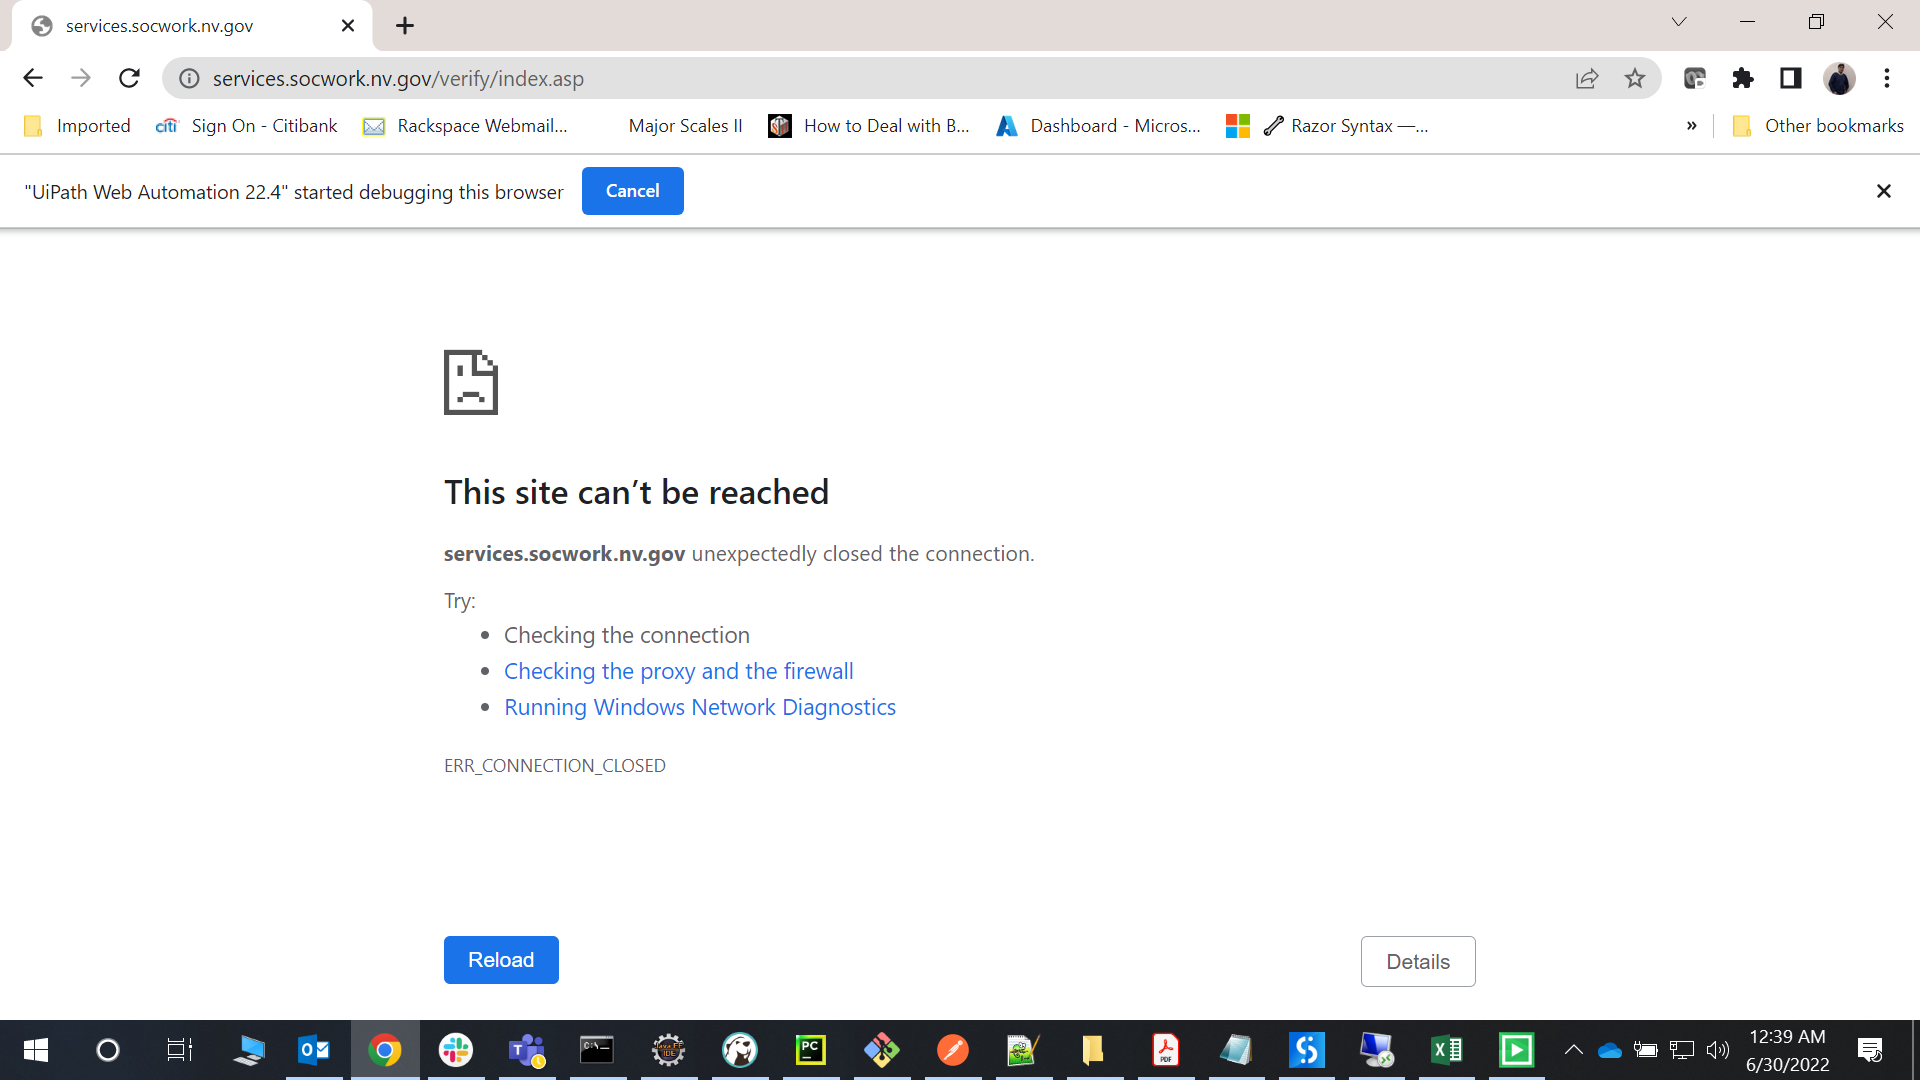 services.socwork.nv.gov
services.socwork.nv.gov/verify/index.asp
Imported
citi
Sign On - Citibank
Rackspace Webmail...
Major Scales II
How to Deal with B...
Dashboard - Micros...
Razor Syntax —...
»
Other bookmarks
"UiPath Web Automation 22.4" started debugging this browser
Cancel
This site can’t be reached
services.socwork.nv.gov unexpectedly closed the connection.
Try:
• Checking the connection
• Checking the proxy and the firewall
• Running Windows Network Diagnostics
ERR_CONNECTION_CLOSED
Reload
Details
12:39 AM
6/30/2022